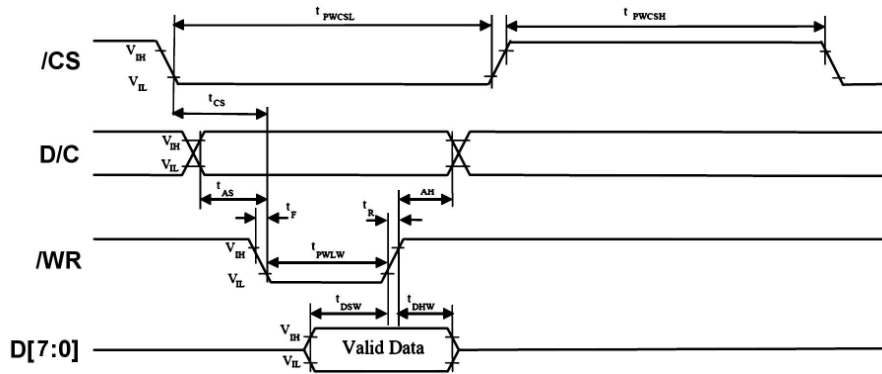 t PWCSL
t PWCSH
/CS
VIH
VIL
tCS
D/C
VIH
VIL
tAS
AH
tF
tR
/WR
VIH
VIL
tPWLW
tDSW
tDHW
D[7:0]
VIH
VIL
Valid Data